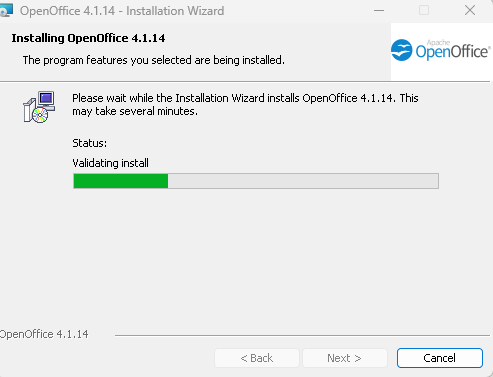 OpenOffice 4.1.14 - Installation Wizard
Installing OpenOffice 4.1.14
The program features you selected are being installed.
Apache
OpenOffice
Please wait while the Installation Wizard installs OpenOffice 4.1.14. This
may take several minutes.
Status:
Validating install
OpenOffice 4.1.14
< Back
Next >
Cancel